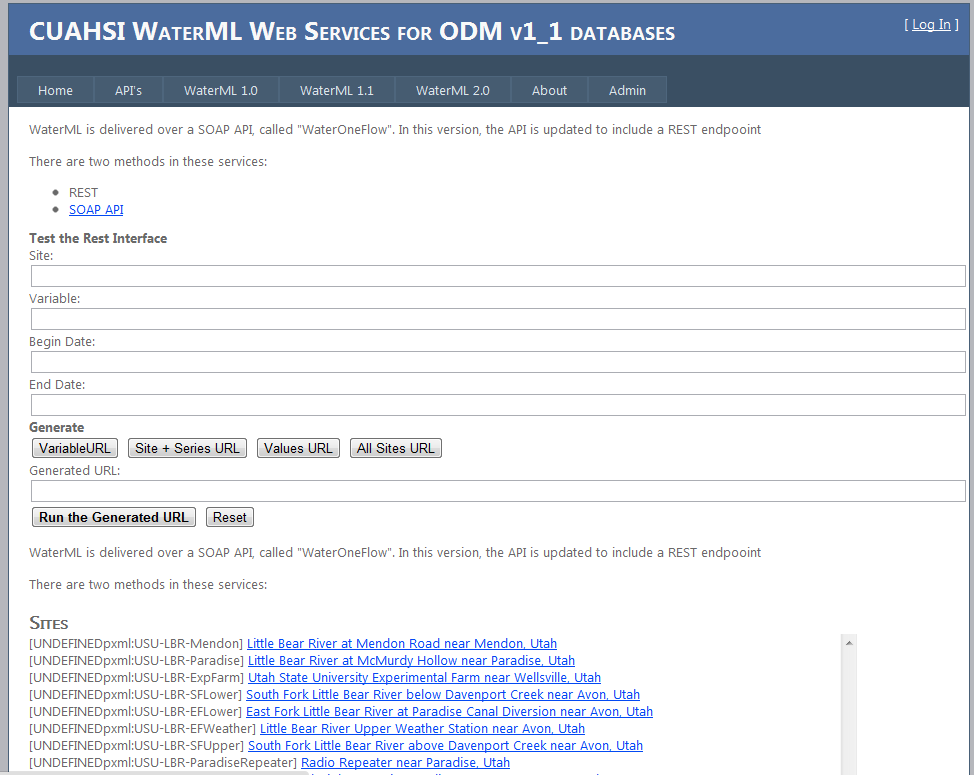 CUAHSI WaterML Web Services for ODM v1_1 databases
[ Log In ]
Home API's WaterML 1.0 WaterML 1.1 WaterML 2.0 About Admin
WaterML is delivered over a SOAP API, called "WaterOneFlow". In this version, the API is updated to include a REST endpooint
There are two methods in these services:
REST
SOAP API
Test the Rest Interface
Site:
Variable:
Begin Date:
End Date:
Generate
VariableURL Site + Series URL Values URL All Sites URL
Generated URL:
Run the Generated URL Reset
WaterML is delivered over a SOAP API, called "WaterOneFlow". In this version, the API is updated to include a REST endpooint
There are two methods in these services:
Sites
[UNDEFINEDpxml:USU-LBR-Mendon] Little Bear River at Mendon Road near Mendon, Utah
[UNDEFINEDpxml:USU-LBR-Paradise] Little Bear River at McMurdy Hollow near Paradise, Utah
[UNDEFINEDpxml:USU-LBR-ExpFarm] Utah State University Experimental Farm near Wellsville, Utah
[UNDEFINEDpxml:USU-LBR-SFLower] South Fork Little Bear River below Davenport Creek near Avon, Utah
[UNDEFINEDpxml:USU-LBR-EFLower] East Fork Little Bear River at Paradise Canal Diversion near Avon, Utah
[UNDEFINEDpxml:USU-LBR-EFWeather] Little Bear River Upper Weather Station near Avon, Utah
[UNDEFINEDpxml:USU-LBR-SFUpper] South Fork Little Bear River above Davenport Creek near Avon, Utah
[UNDEFINEDpxml:USU-LBR-ParadiseRepeater] Radio Repeater near Paradise, Utah